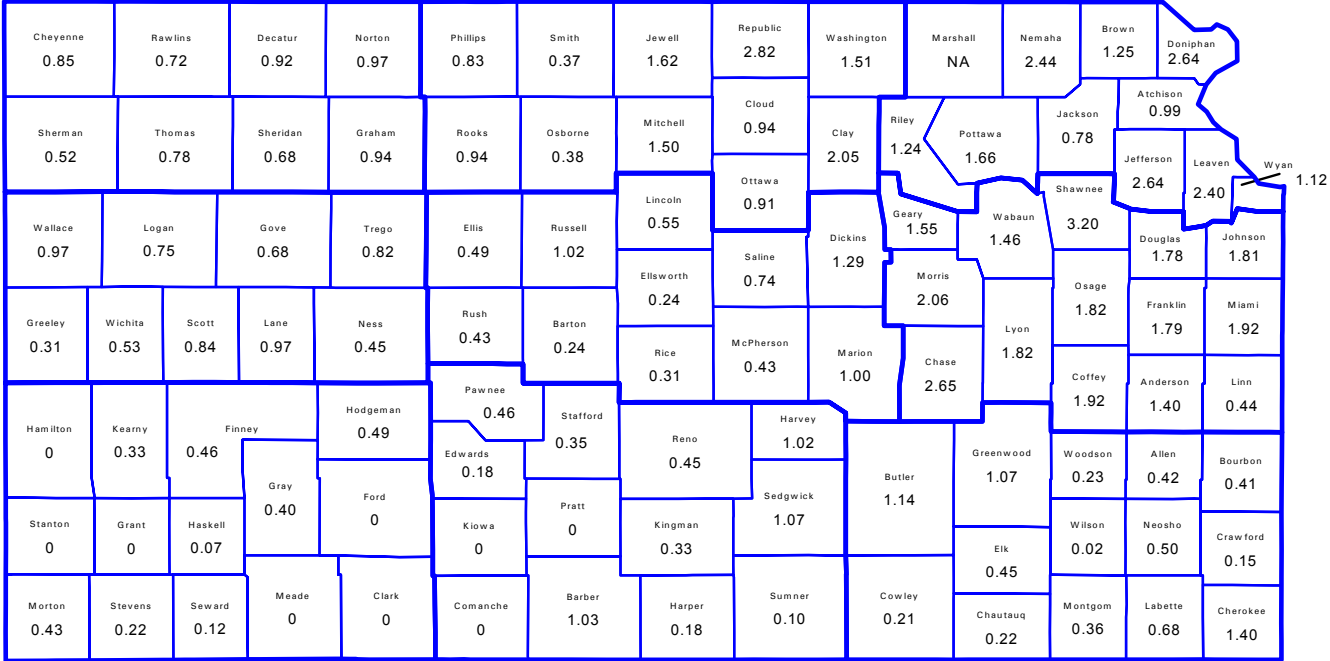 Cheyenne
0.85
Rawlins
0.72
Decatur
0.92
Norton
0.97
Phillips
0.83
Smith
0.37
Jewell
1.62
Republic
2.82
Washington
1.51
Marshall
NA
Nemaha
2.44
Brown
1.25
Doniphan
2.64
Sherman
0.52
Thomas
0.78
Sheridan
0.68
Graham
0.94
Rooks
0.94
Osborne
0.38
Mitchell
1.50
Cloud
0.94
Clay
2.05
Riley
1.24
Pottawa
1.66
Jackson
0.78
Atchison
0.99
Jefferson
2.64
Leaven
2.40
Wyan
1.12
Ottawa
0.91
Lincoln
0.55
Shawnee
3.20
Wallace
0.97
Logan
0.75
Gove
0.68
Trego
0.82
Ellis
0.49
Russell
1.02
Saline
0.74
Dickins
1.29
Geary
1.55
Wabaun
1.46
Douglas
1.78
Johnson
1.81
Ellsworth
0.24
Morris
2.06
Osage
1.82
Franklin
1.79
Miami
1.92
Greeley
0.31
Wichita
0.53
Scott
0.84
Lane
0.97
Ness
0.45
Rush
0.43
Barton
0.24
Rice
0.31
McPherson
0.43
Marion
1.00
Chase
2.65
Lyon
1.82
Coffey
1.92
Anderson
1.40
Linn
0.44
Hamilton
0
Kearny
0.33
Finney
0.46
Hodgeman
0.49
Pawnee
0.46
Stafford
0.35
Reno
0.45
Harvey
1.02
Edwards
0.18
Gray
0.40
Ford
0
Butler
1.14
Greenwood
1.07
Woodson
0.23
Allen
0.42
Bourbon
0.41
Stanton
0
Grant
0
Haskell
0.07
Kiowa
0
Pratt
0
Kingman
0.33
Sedgwick
1.07
Elk
0.45
Wilson
0.02
Neosho
0.50
Crawford
0.15
Morton
0.43
Stevens
0.22
Seward
0.12
Meade
0
Clark
0
Comanche
0
Barber
1.03
Harper
0.18
Sumner
0.10
Cowley
0.21
Chautauq
0.22
Montgom
0.36
Labette
0.68
Cherokee
1.40